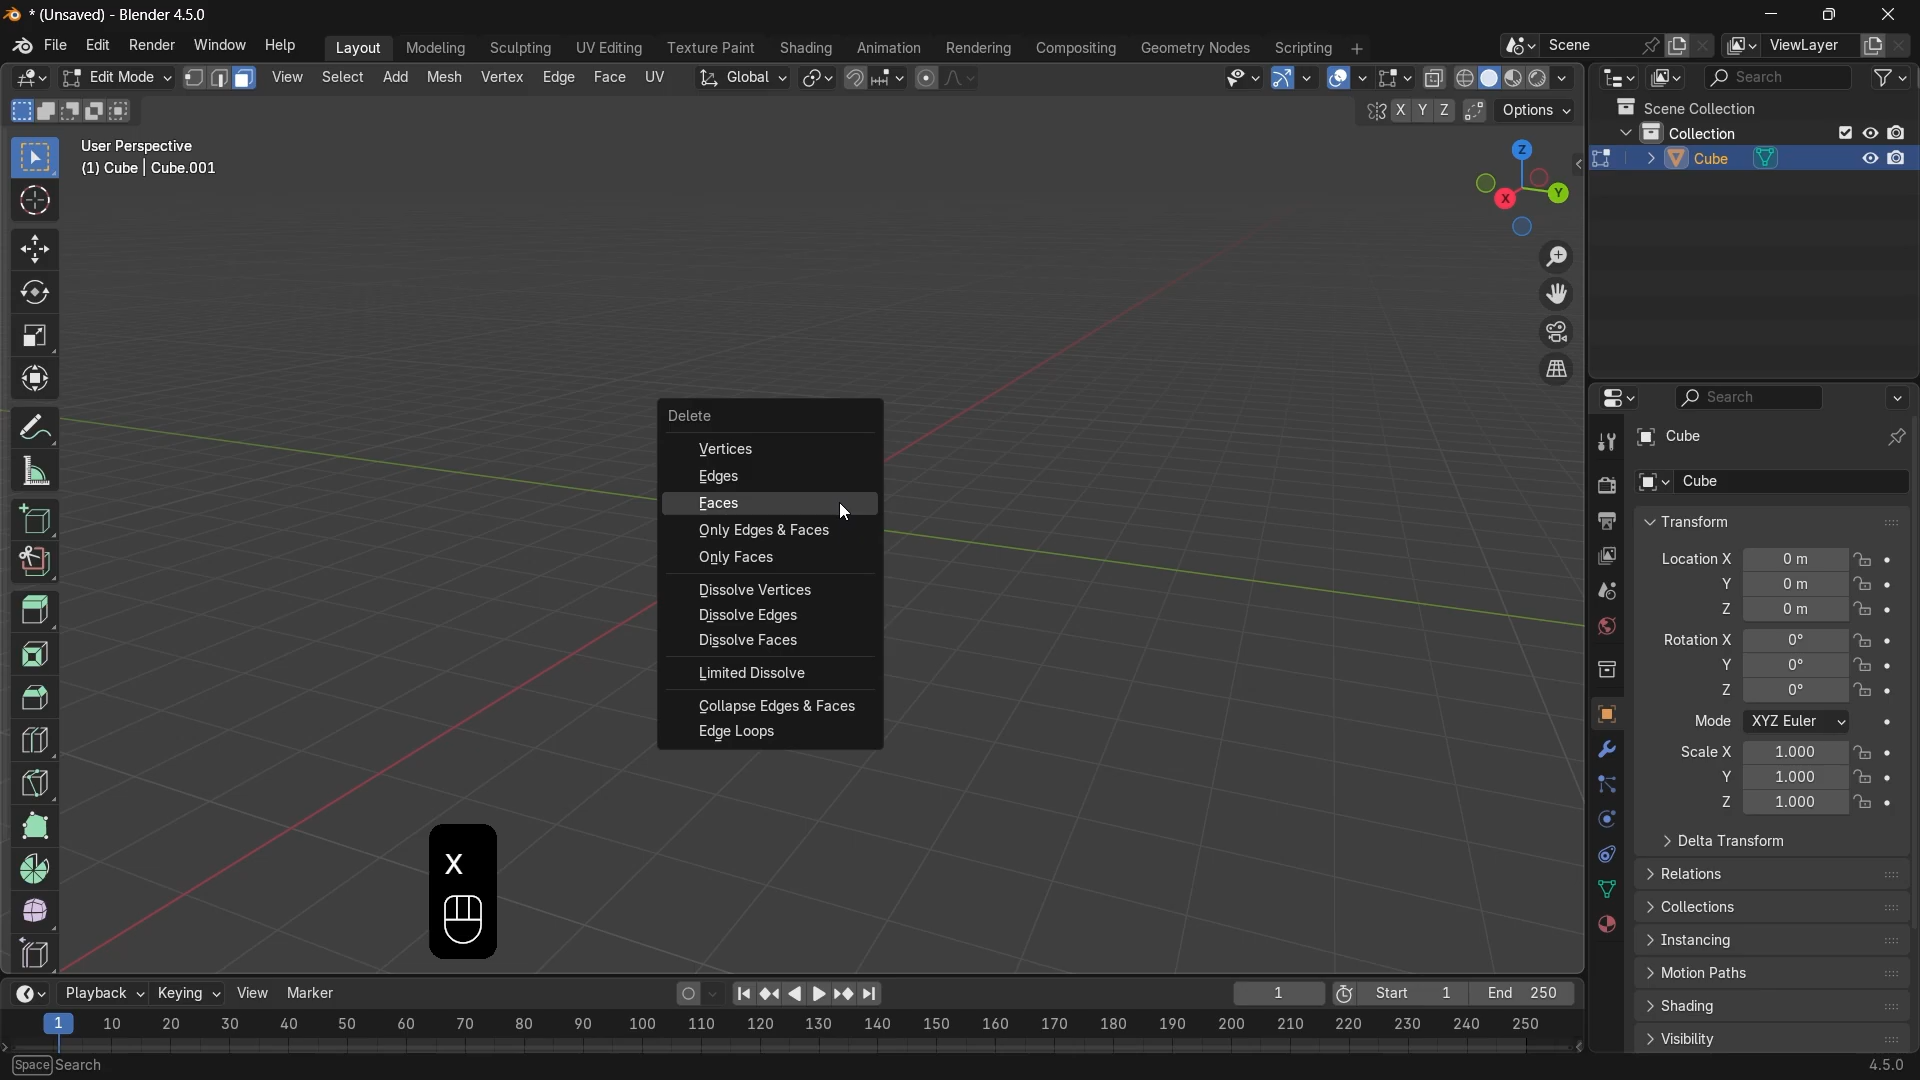 * (Unsaved) - Blender 4.5.0
File Edit Render Window Help Layout Modeling Sculpting UV Editing Texture Paint Shading Animation Rendering Compositing Geometry Nodes Scripting + Scene ViewLayer
Edit Mode View Select Add Mesh Vertex Edge Face UV Global Search
X Y Z Options
User Perspective
(1) Cube | Cube.001
Z
Y
X
Scene Collection
Collection
Cube
Search
Cube
Cube
Transform
Location X 0 m
Y 0 m
Z 0 m
Rotation X 0°
Y 0°
Z 0°
Mode XYZ Euler
Scale X 1.000
Y 1.000
Z 1.000
Delta Transform
Relations
Collections
Instancing
Motion Paths
Shading
Visibility
Delete
Vertices
Edges
Faces
Only Edges & Faces
Only Faces
Dissolve Vertices
Dissolve Edges
Dissolve Faces
Limited Dissolve
Collapse Edges & Faces
Edge Loops
X
Playback Keying View Marker 1 Start 1 End 250
1 10 20 30 40 50 60 70 80 90 100 110 120 130 140 150 160 170 180 190 200 210 220 230 240 250
Space Search 4.5.0